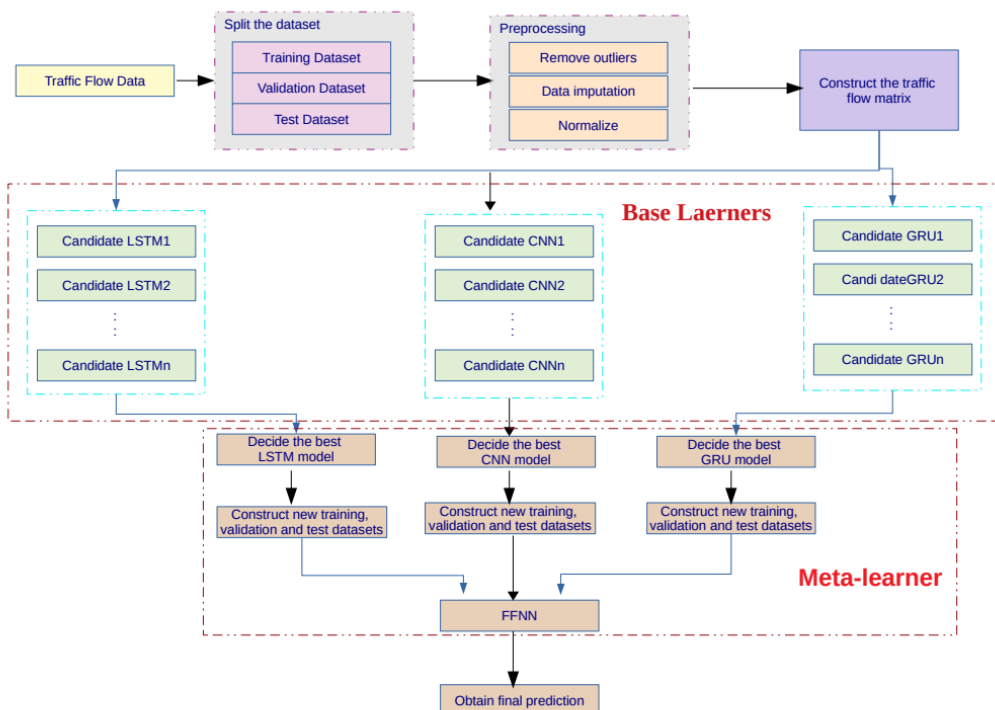 Split the dataset
Training Dataset
Validation Dataset
Test Dataset
Preprocessing
Remove outliers
Data imputation
Normalize
Traffic Flow Data
Construct the traffic
flow matrix
Base Laerners
Candidate LSTM1
Candidate LSTM2
Candidate LSTMn
Candidate CNN1
Candidate CNN2
Candidate CNNn
Candidate GRU1
Candi dateGRU2
Candidate GRUn
Decide the best
LSTM model
Decide the best
CNN model
Decide the best
GRU model
Construct new training,
validation and test datasets
Construct new training,
validation and test datasets
Construct new training,
validation and test datasets
Meta-learner
FFNN
Obtain final prediction